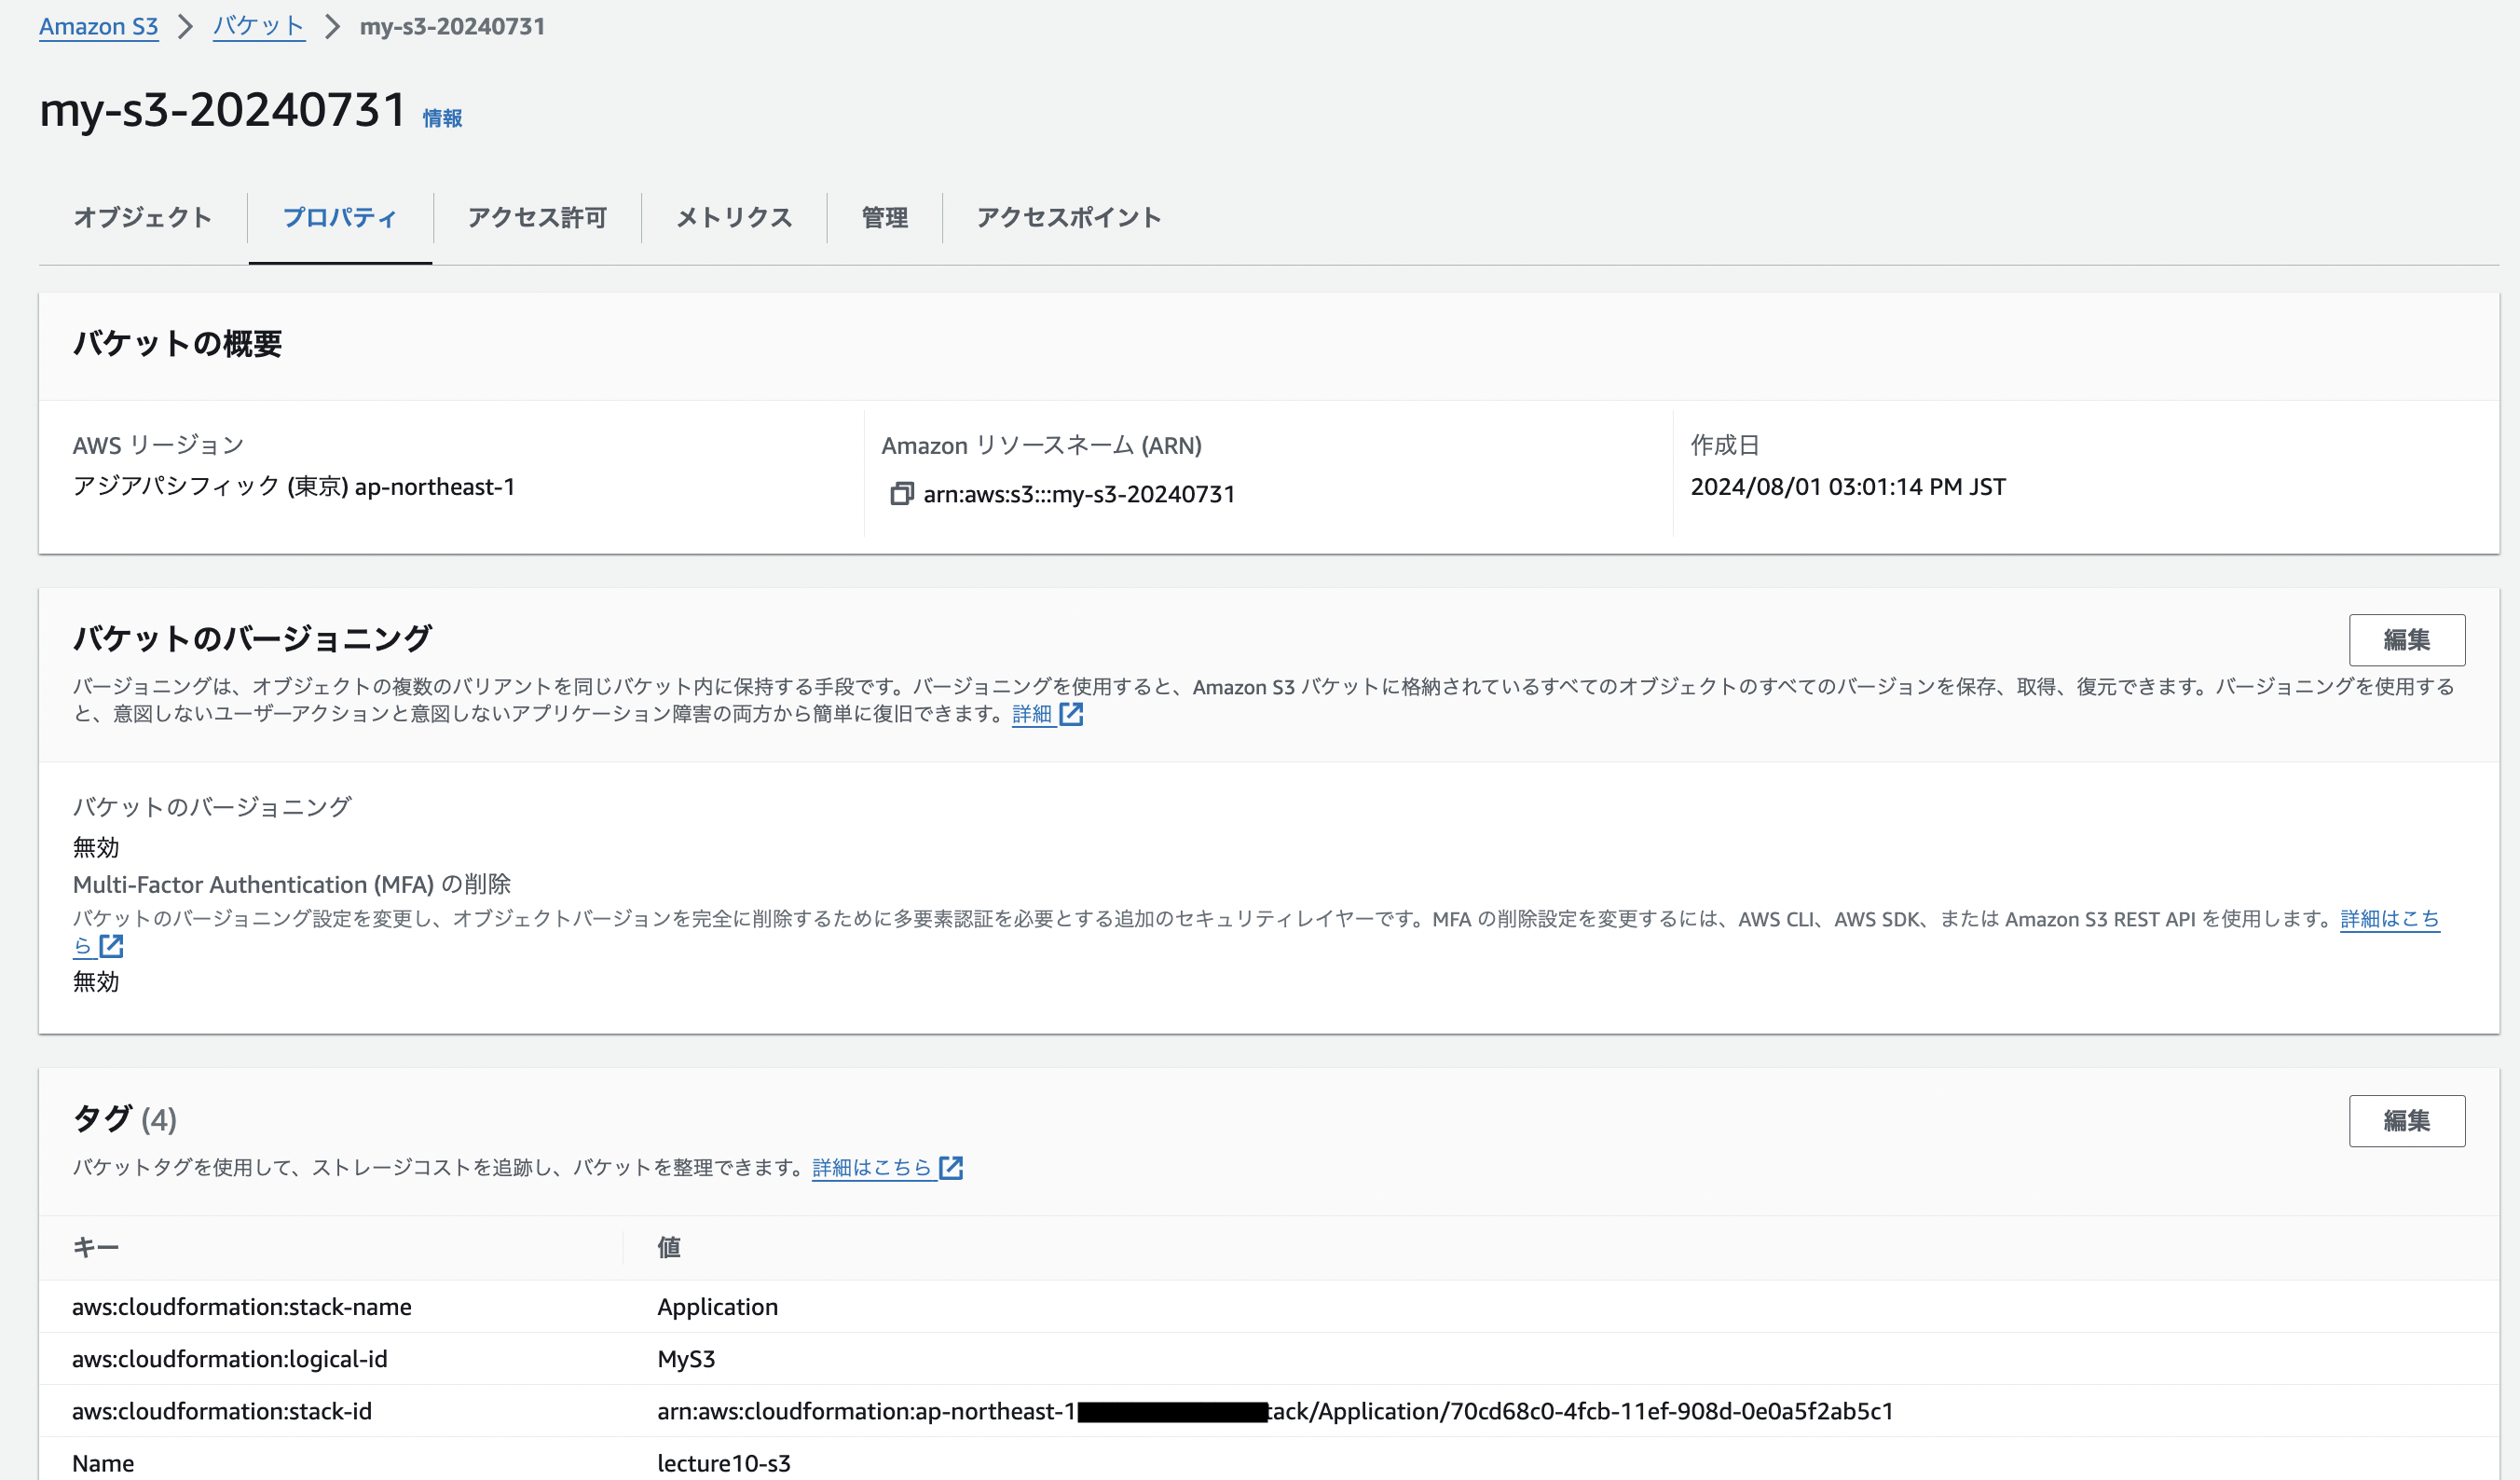 Amazon S3 > バケット > my-s3-20240731
my-s3-20240731 情報
オブジェクト プロパティ アクセス許可 メトリクス 管理 アクセスポイント
バケットの概要
AWS リージョン
アジアパシフィック (東京) ap-northeast-1
Amazon リソースネーム (ARN)
arn:aws:s3:::my-s3-20240731
作成日
2024/08/01 03:01:14 PM JST
バケットのバージョニング
編集
バージョニングは、オブジェクトの複数のバリアントを同じバケット内に保持する手段です。バージョニングを使用すると、Amazon S3 バケットに格納されているすべてのオブジェクトのすべてのバージョンを保存、取得、復元できます。バージョニングを使用する
と、意図しないユーザーアクションと意図しないアプリケーション障害の両方から簡単に復旧できます。詳細
バケットのバージョニング
無効
Multi-Factor Authentication (MFA) の削除
バケットのバージョニング設定を変更し、オブジェクトバージョンを完全に削除するために多要素認証を必要とする追加のセキュリティレイヤーです。MFA の削除設定を変更するには、AWS CLI、AWS SDK、または Amazon S3 REST API を使用します。詳細はこち
ら
無効
タグ (4)
編集
バケットタグを使用して、ストレージコストを追跡し、バケットを整理できます。詳細はこちら
キー 値
aws:cloudformation:stack-name Application
aws:cloudformation:logical-id MyS3
aws:cloudformation:stack-id arn:aws:cloudformation:ap-northeast-1 tack/Application/70cd68c0-4fcb-11ef-908d-0e0a5f2ab5c1
Name lecture10-s3